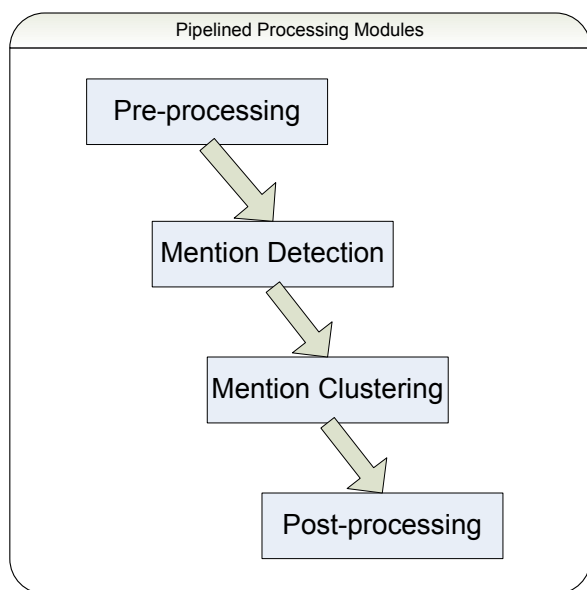 Pipelined Processing Modules
Pre-processing
Mention Detection
Mention Clustering
Post-processing